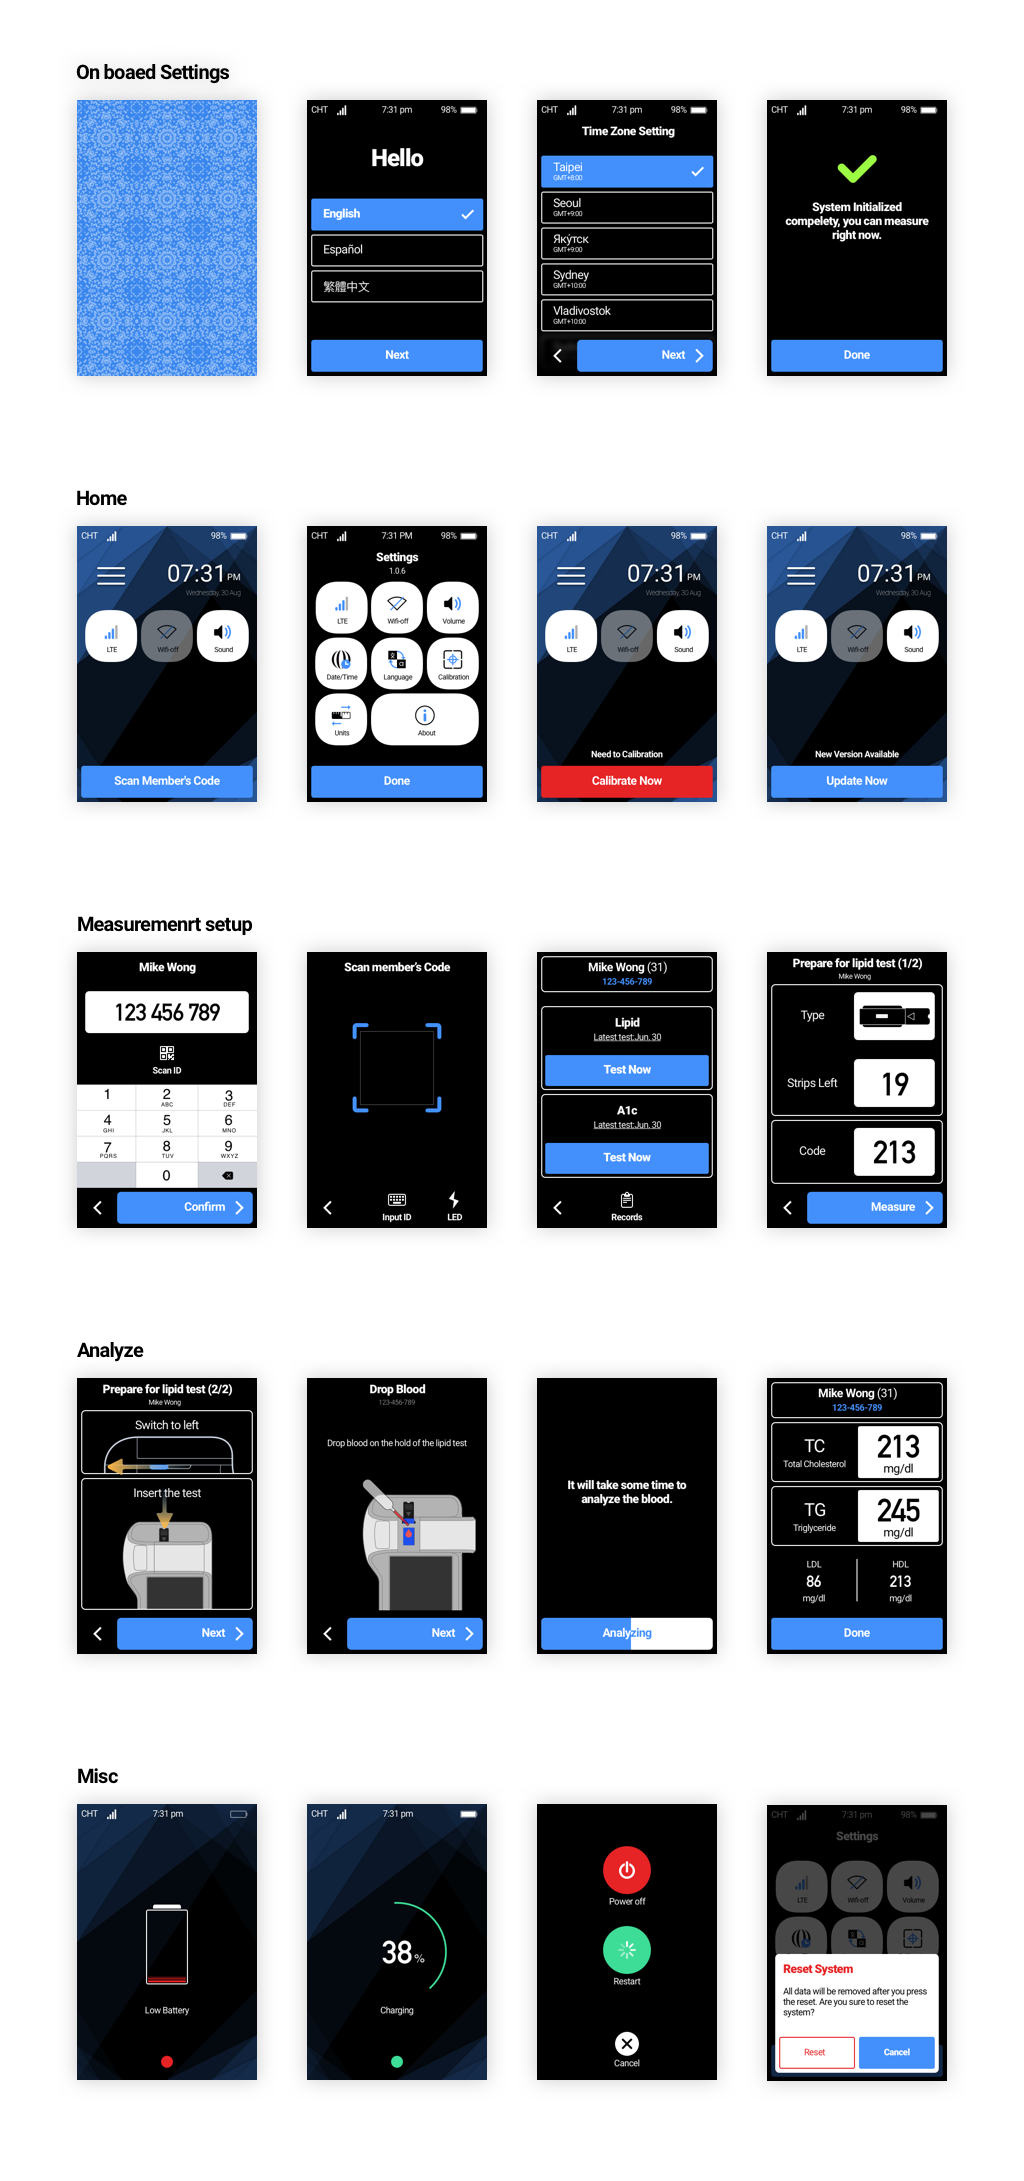 On boaed Settings
CHT 7:31 pm 98%
Hello
English
Español
繁體中文
Next
CHT 7:31 pm 98%
Time Zone Setting
Taipei
GMT+8:00
Seoul
GMT+9:00
Яку́тск
GMT+9:00
Sydney
GMT+10:00
Vladivostok
GMT+10:00
Next
CHT 7:31 pm 98%
System Initialized
compelety, you can measure
right now.
Done
Home
CHT 98%
07:31 PM
Wednesday, 30 Aug
LTE Wifi-off Sound
Scan Member's Code
CHT 7:31 PM 98%
Settings
1.0.6
LTE Wifi-off Volume
Date/Time Language Calibration
Units About
Done
CHT 98%
07:31 PM
Wednesday, 30 Aug
LTE Wifi-off Sound
Need to Calibration
Calibrate Now
CHT 98%
07:31 PM
Wednesday, 30 Aug
LTE Wifi-off Sound
New Version Available
Update Now
Measuremenrt setup
Mike Wong
123 456 789
Scan ID
1 2 3
ABC DEF
4 5 6
GHI JKL MNO
7 8 9
PQRS TUV WXYZ
0
Confirm
Scan member's Code
Input ID LED
Mike Wong (31)
123-456-789
Lipid
Latest test:Jun. 30
Test Now
A1c
Latest test:Jun. 30
Test Now
Records
Prepare for lipid test (1/2)
Mike Wong
Type
Strips Left 19
Code 213
Measure
Analyze
Prepare for lipid test (2/2)
Mike Wong
Switch to left
Insert the test
Next
Drop Blood
123-456-789
Drop blood on the hold of the lipid test
Next
It will take some time to
analyze the blood.
Analyzing
Mike Wong (31)
123-456-789
TC 213
Total Cholesterol mg/dl
TG 245
Triglyceride mg/dl
LDL HDL
86 213
mg/dl mg/dl
Done
Misc
CHT 7:31 pm
Low Battery
CHT 7:31 pm
38 %
Charging
Power off
Restart
Cancel
CHT 7:31 pm 98%
Settings
LTE Wifi-off Volume
Reset System
All data will be removed after you press
the reset. Are you sure to reset the
system?
Reset Cancel